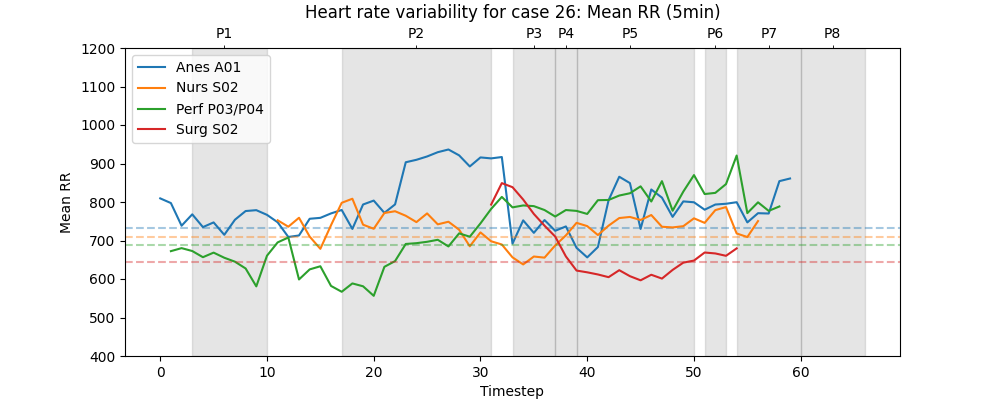 Heart rate variability for case 26: Mean RR (5min)
P1 P2 P3 P4 P5 P6 P7 P8
1200
1100
1000
900
800
700
600
500
400
Mean RR
Anes A01
Nurs S02
Perf P03/P04
Surg S02
0 10 20 30 40 50 60
Timestep